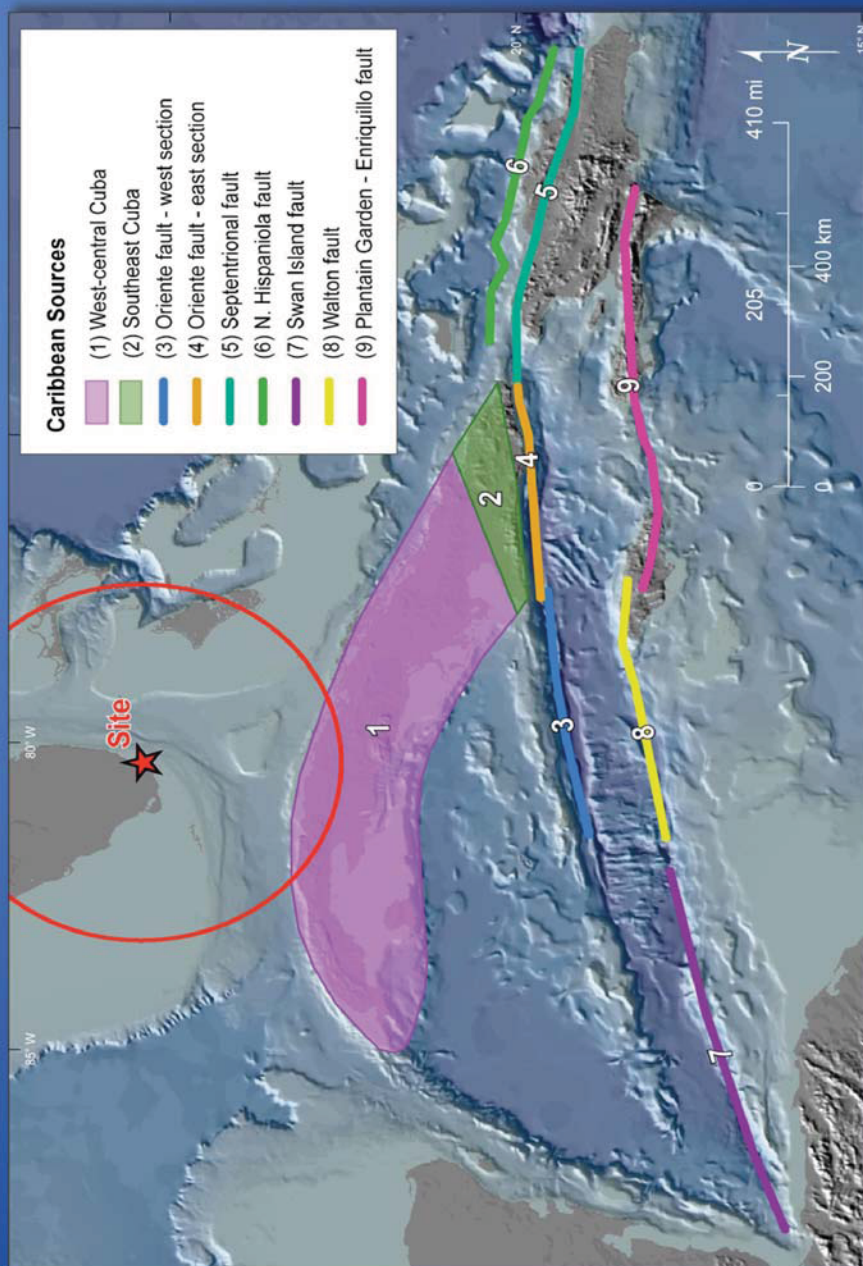 Caribbean Sources
(1) West-central Cuba
(2) Southeast Cuba
(3) Oriente fault - west section
(4) Oriente fault - east section
(5) Septentrional fault
(6) N. Hispaniola fault
(7) Swan Island fault
(8) Walton fault
(9) Plantain Garden - Enriquillo fault
85° W
80° W
Site
20° N
1
2
3
4
5
6
7
8
9
0
205
410 mi
0
200
400 km
N
15° N